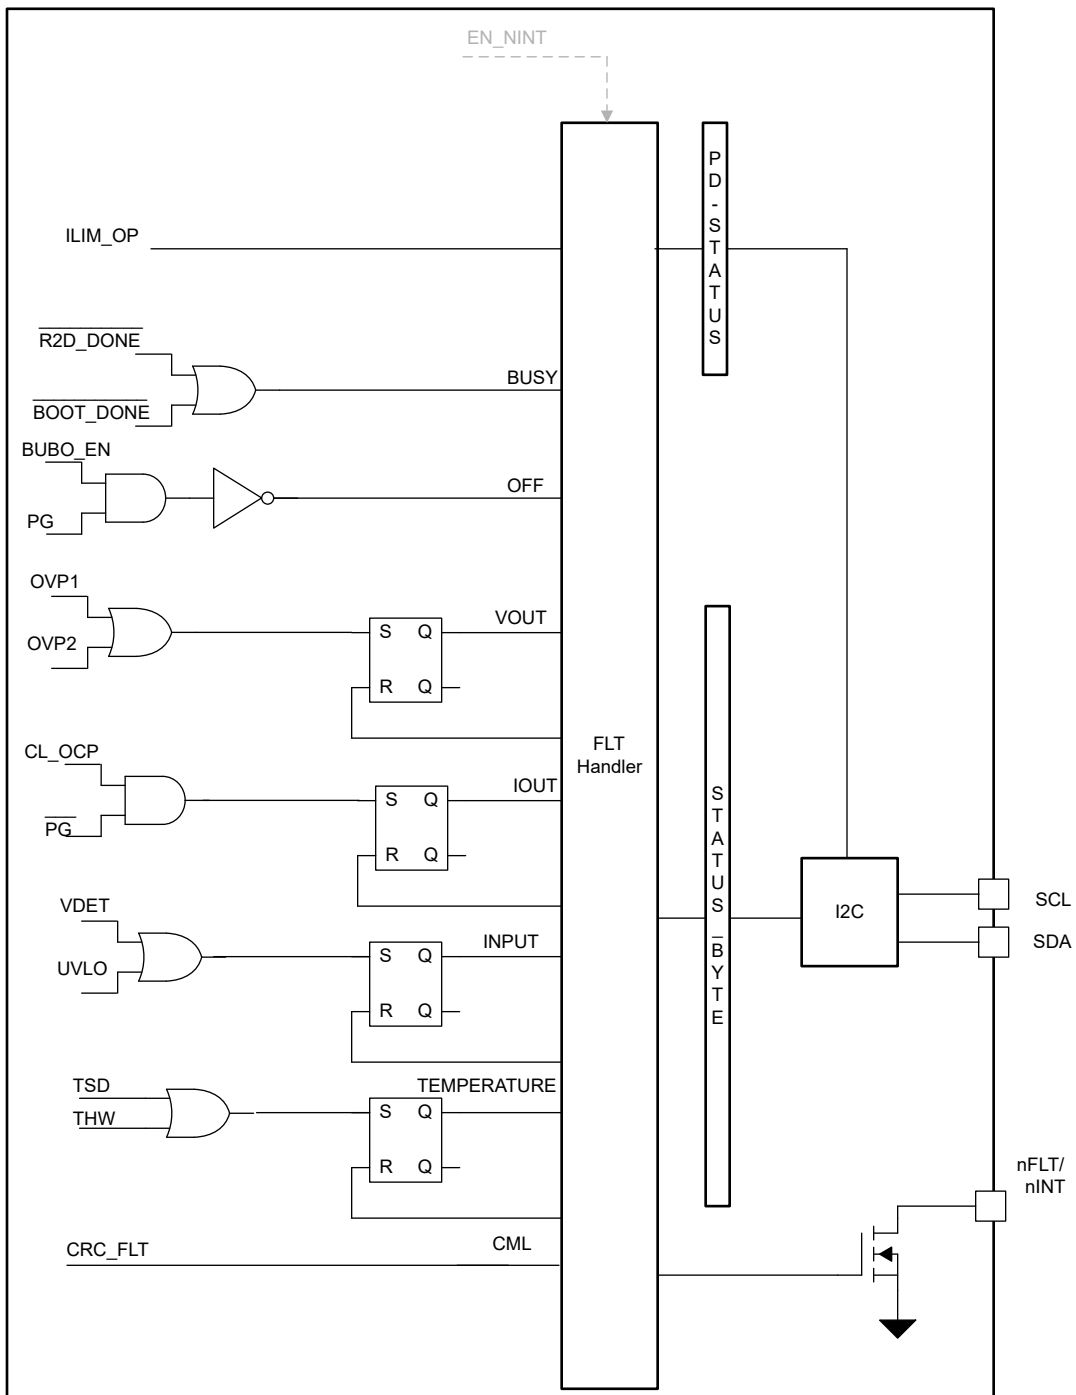 EN_NINT
PD-STATUS
ILIM_OP
R2D_DONE
BUSY
BOOT_DONE
BUBO_EN
OFF
PG
OVP1
VOUT
S Q
OVP2
R Q
FLT
Handler
CL_OCP
IOUT
S Q
PG
R Q
STATUS_BYTE
VDET
INPUT
S Q
UVLO
R Q
I2C
SCL
SDA
TSD
TEMPERATURE
S Q
THW
R Q
nFLT/
nINT
CRC_FLT
CML